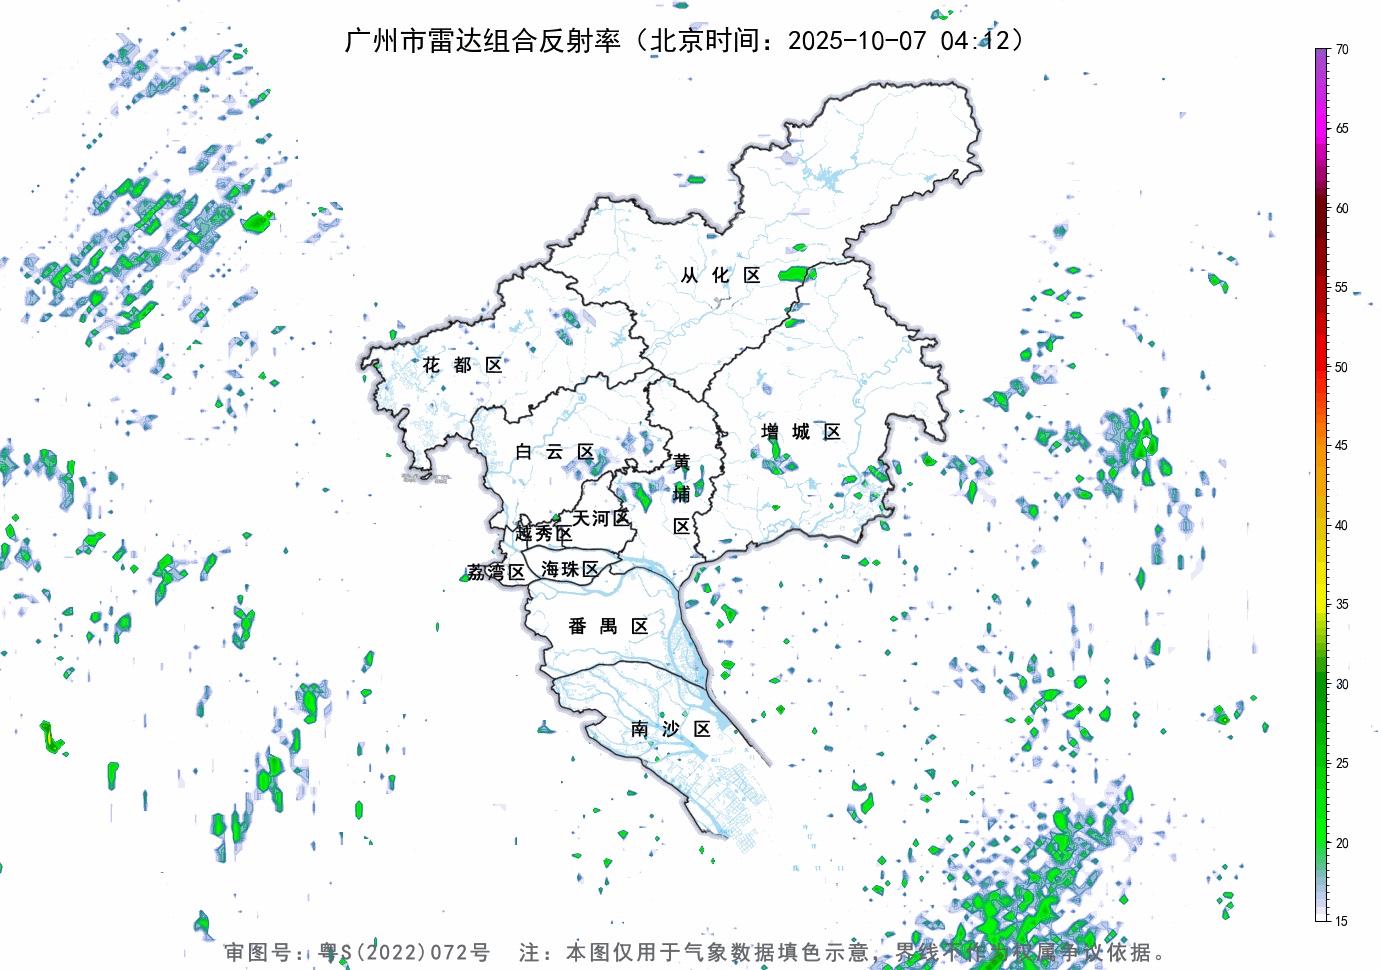 广州市雷达组合反射率（北京时间：2025-10-07 04:12）
70
65
60
55
50
45
40
35
30
25
20
15
从化区
花都区
增城区
白云区
黄埔区
天河区
越秀区
荔湾区
海珠区
番禺区
南沙区
审图号：粤S(2022)072号 注：本图仅用于气象数据填色示意，界线不作为权属争议依据。